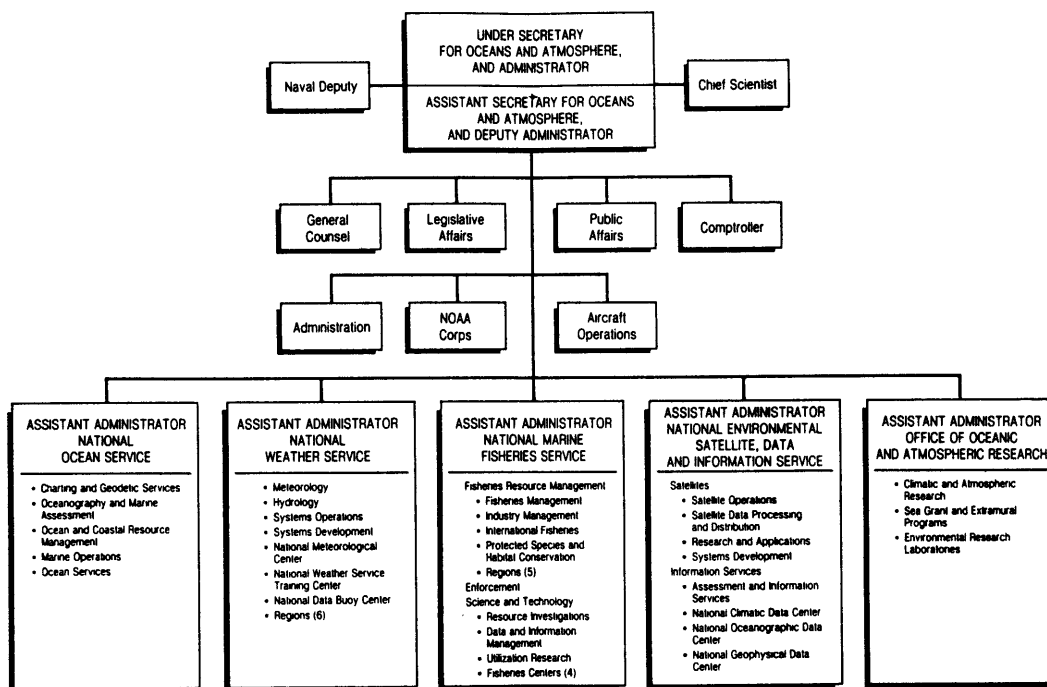 UNDER SECRETARY
FOR OCEANS AND ATMOSPHERE,
AND ADMINISTRATOR
Naval Deputy
Chief Scientist
ASSISTANT SECRETARY FOR OCEANS
AND ATMOSPHERE,
AND DEPUTY ADMINISTRATOR
General
Counsel
Legislative
Affairs
Public
Affairs
Comptroller
Administration
NOAA
Corps
Aircraft
Operations
ASSISTANT ADMINISTRATOR
NATIONAL
OCEAN SERVICE
• Charting and Geodetic Services
• Oceanography and Marine
Assessment
• Ocean and Coastal Resource
Management
• Marine Operations
• Ocean Services
ASSISTANT ADMINISTRATOR
NATIONAL
WEATHER SERVICE
• Meteorology
• Hydrology
• Systems Operations
• Systems Development
• National Meteorological
Center
• National Weather Service
Training Center
• National Data Buoy Center
• Regions (6)
ASSISTANT ADMINISTRATOR
NATIONAL MARINE
FISHERIES SERVICE
Fisheries Resource Management
• Fisheries Management
• Industry Management
• International Fisheries
• Protected Species and
Habitat Conservation
• Regions (5)
Enforcement
Science and Technology
• Resource Investigations
• Data and Information
Management
• Utilization Research
• Fisheries Centers (4)
ASSISTANT ADMINISTRATOR
NATIONAL ENVIRONMENTAL
SATELLITE, DATA
AND INFORMATION SERVICE
Satellites
• Satellite Operations
• Satellite Data Processing
and Distribution
• Research and Applications
• Systems Development
Information Services
• Assessment and Information
Services
• National Climatic Data Center
• National Oceanographic Data
Center
• National Geophysical Data
Center
ASSISTANT ADMINISTRATOR
OFFICE OF OCEANIC
AND ATMOSPHERIC RESEARCH
• Climatic and Atmospheric
Research
• Sea Grant and Extramural
Programs
• Environmental Research
Laboratories